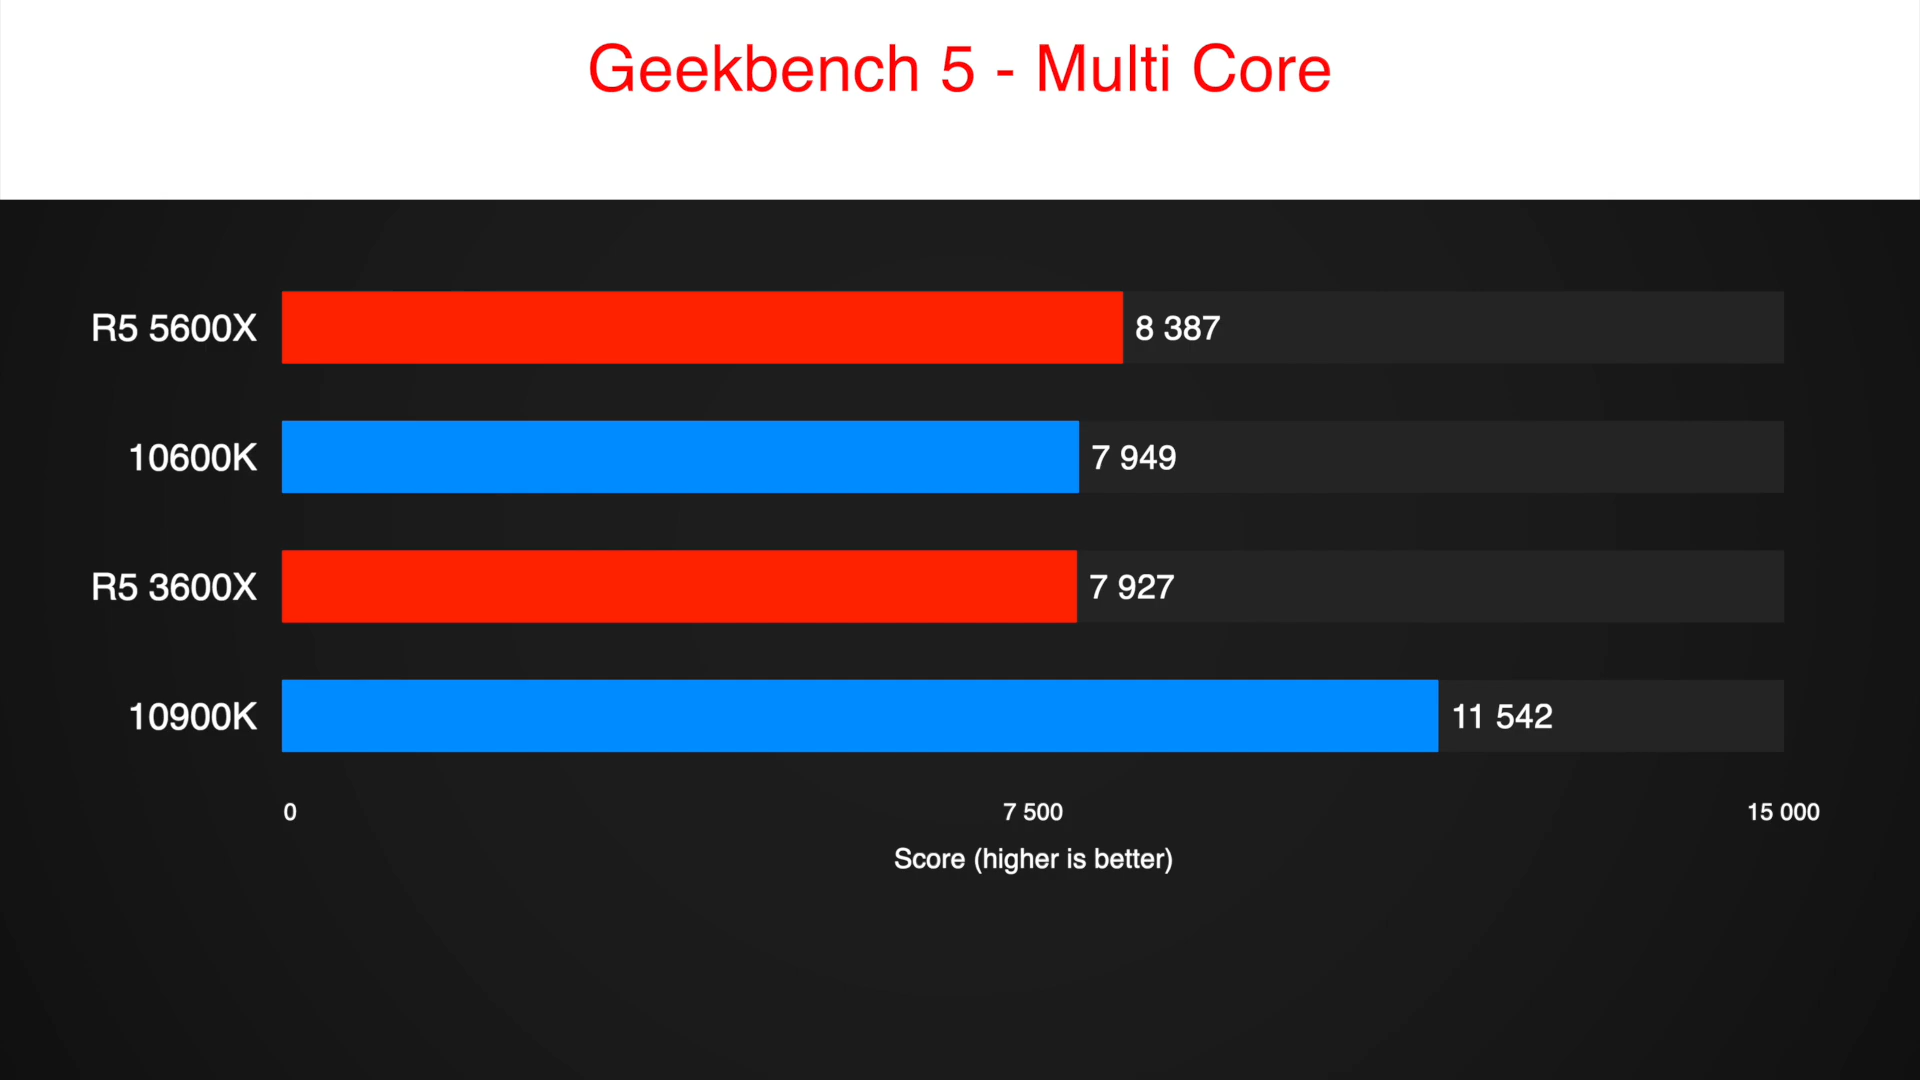 Geekbench 5 - Multi Core
R5 5600X 8 387
10600K 7 949
R5 3600X 7 927
10900K 11 542
0 7 500 15 000
Score (higher is better)